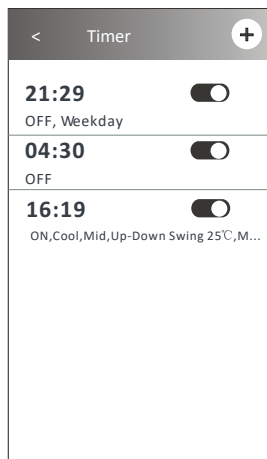 < Timer +
21:29
OFF, Weekday
04:30
OFF
16:19
ON,Cool,Mid,Up-Down Swing 25℃,M...